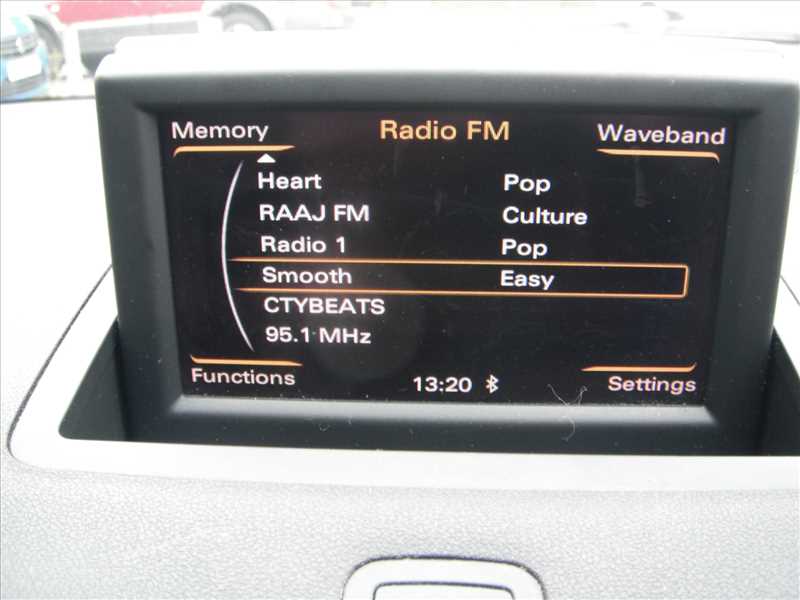 Memory Radio FM Waveband
Heart Pop
RAAJ FM Culture
Radio 1 Pop
Smooth Easy
CTYBEATS
95.1 MHz
Functions 13:20 Settings